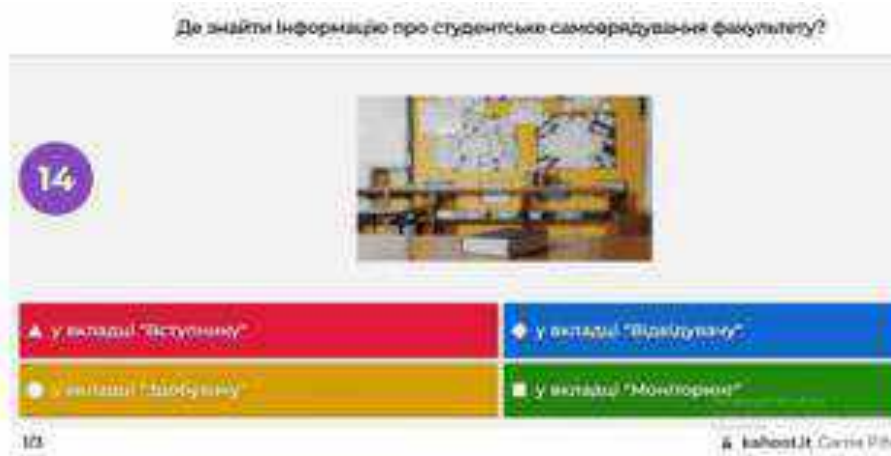 Де знайти інформацію про студентське самоврядування факультету?
14
у вкладці "Вступнику"
у вкладці "Відвідувачу"
у вкладці "Здобувачу"
у вкладці "Моніторинг"
1/3
kahoot.it